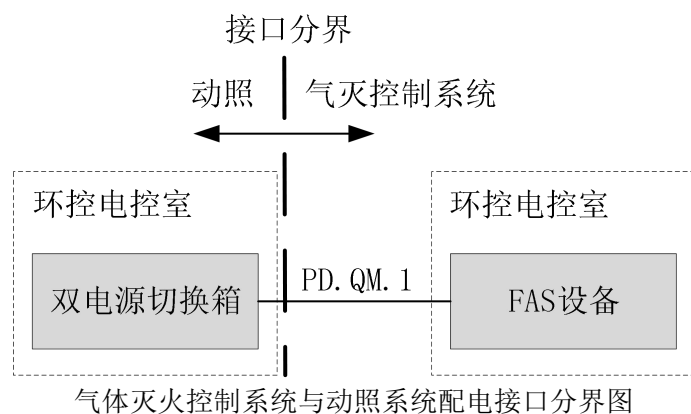 接口分界
动照 气灭控制系统
环控电控室 环控电控室
双电源切换箱 PD.QM.1 FAS设备
气体灭火控制系统与动照系统配电接口分界图